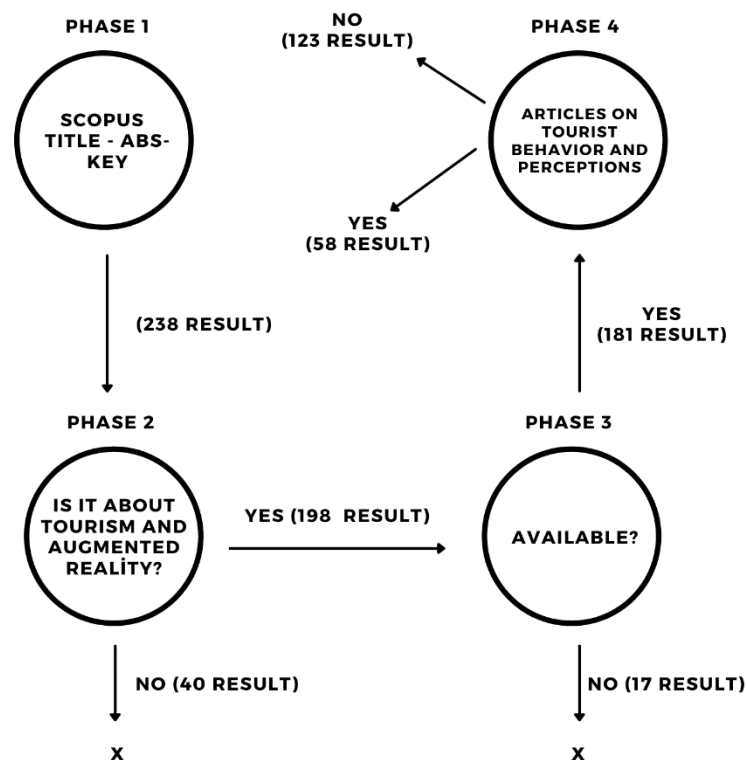 PHASE 1
SCOPUS
TITLE - ABS-
KEY
(238 RESULT)
PHASE 2
IS IT ABOUT
TOURISM AND
AUGMENTED
REALİTY?
NO (40 RESULT)
X
YES (198 RESULT)
PHASE 3
AVAILABLE?
NO (17 RESULT)
X
YES
(181 RESULT)
PHASE 4
ARTICLES ON
TOURIST
BEHAVIOR AND
PERCEPTIONS
NO
(123 RESULT)
YES
(58 RESULT)